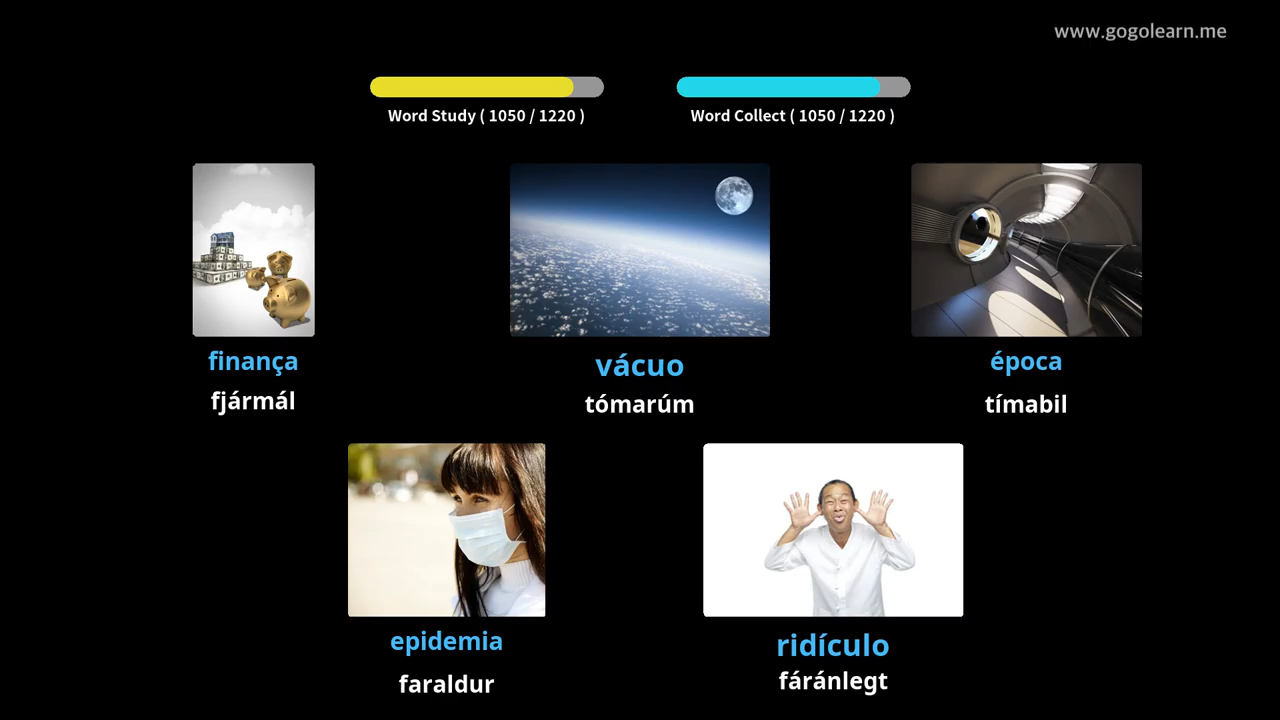 www.gogolearn.me
Word Study ( 1050 / 1220 )
Word Collect ( 1050 / 1220 )
finança
fjármál
vácuo
tómarúm
época
tímabil
epidemia
faraldur
ridículo
fáránlegt